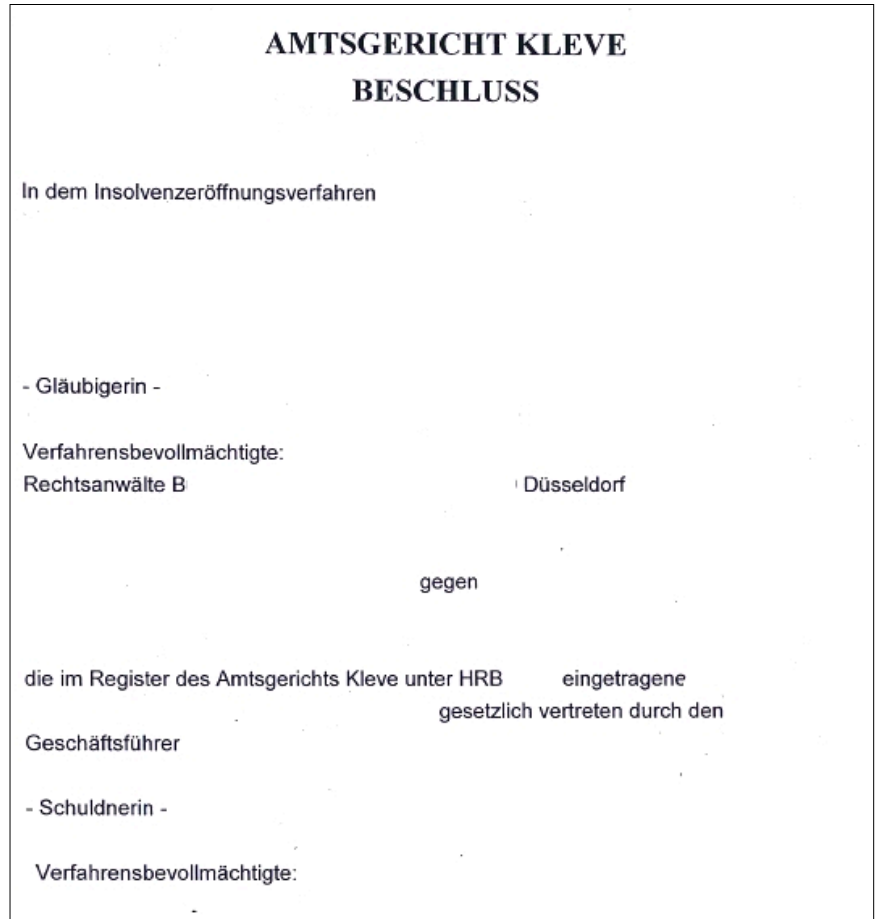 AMTSGERICHT KLEVE
BESCHLUSS
In dem Insolvenzeröffnungsverfahren
- Gläubigerin -
Verfahrensbevollmächtigte:
Rechtsanwälte B Düsseldorf
gegen
die im Register des Amtsgerichts Kleve unter HRB eingetragene
gesetzlich vertreten durch den
Geschäftsführer
- Schuldnerin -
Verfahrensbevollmächtigte: